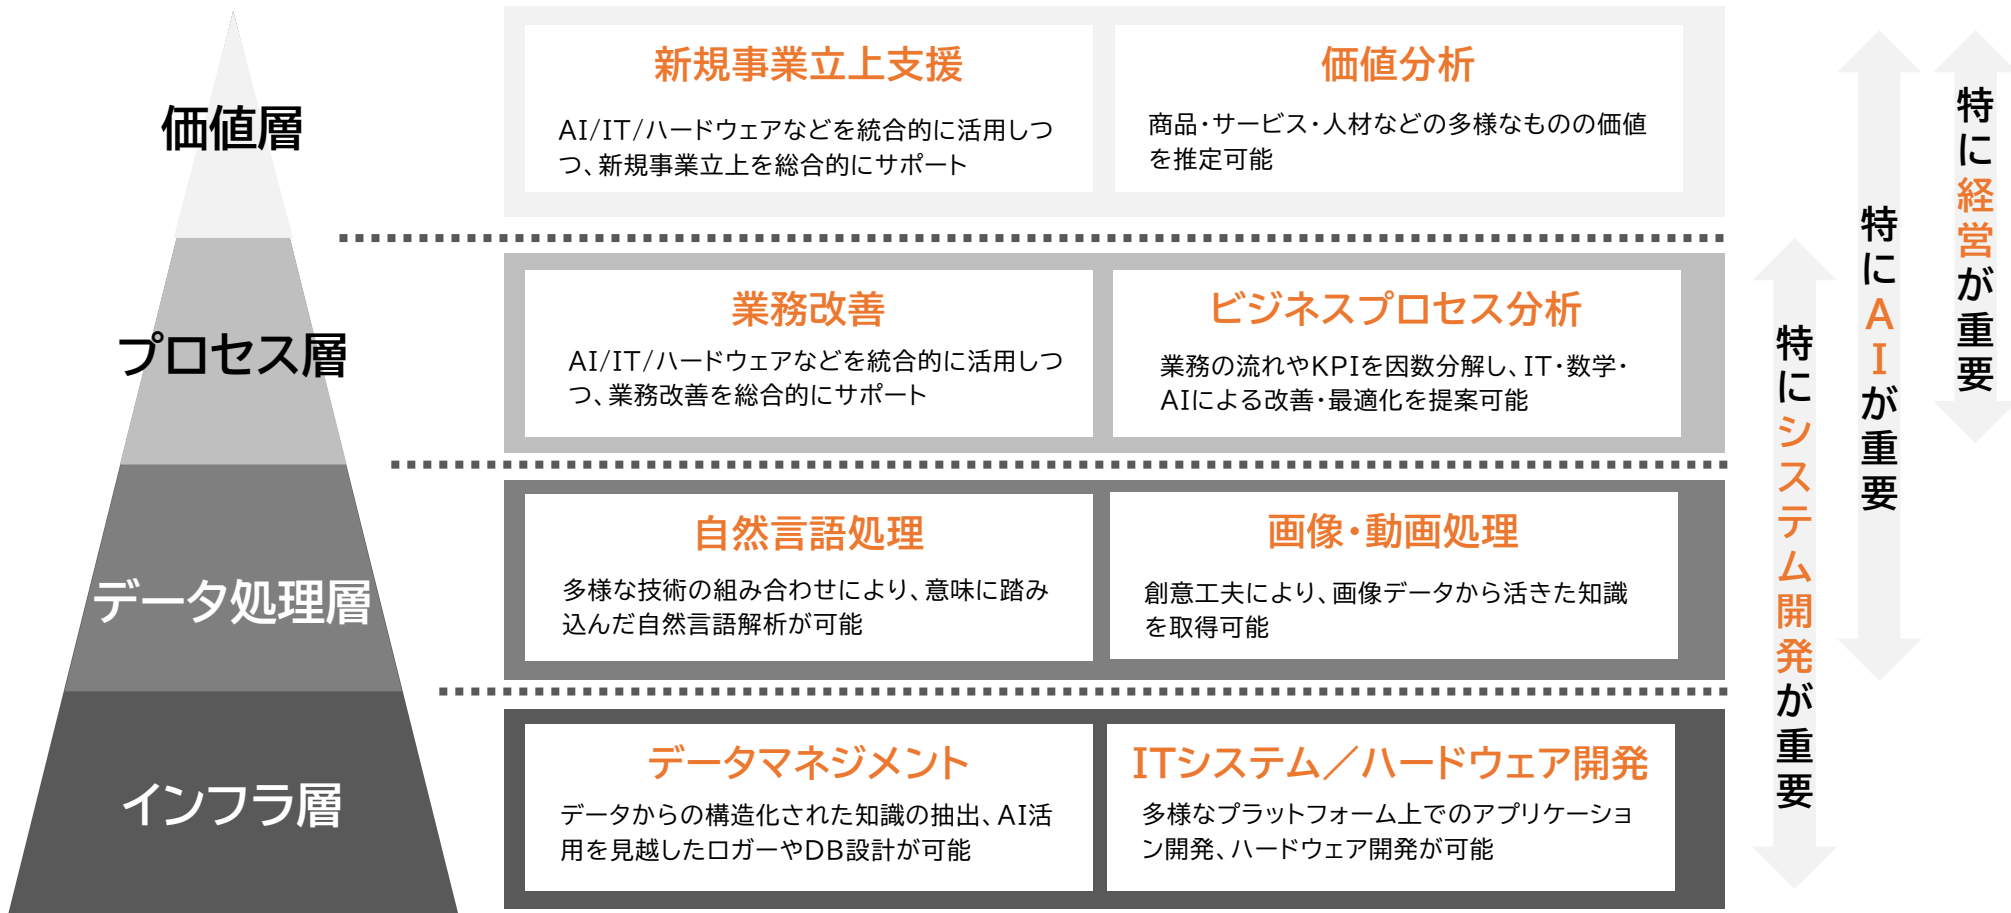 価値層
新規事業立上支援
AI/IT/ハードウェアなどを統合的に活用しつ
つ、新規事業立上を総合的にサポート
価値分析
商品・サービス・人材などの多様なものの価値
を推定可能
プロセス層
業務改善
AI/IT/ハードウェアなどを統合的に活用しつ
つ、業務改善を総合的にサポート
ビジネスプロセス分析
業務の流れやKPIを因数分解し、IT・数学・
AIによる改善・最適化を提案可能
データ処理層
自然言語処理
多様な技術の組み合わせにより、意味に踏み
込んだ自然言語解析が可能
画像・動画処理
創意工夫により、画像データから活きた知識
を取得可能
インフラ層
データマネジメント
データからの構造化された知識の抽出、AI活
用を見越したロガーやDB設計が可能
ITシステム／ハードウェア開発
多様なプラットフォーム上でのアプリケーショ
ン開発、ハードウェア開発が可能
特にシステム開発が重要
特にAIが重要
特に経営が重要